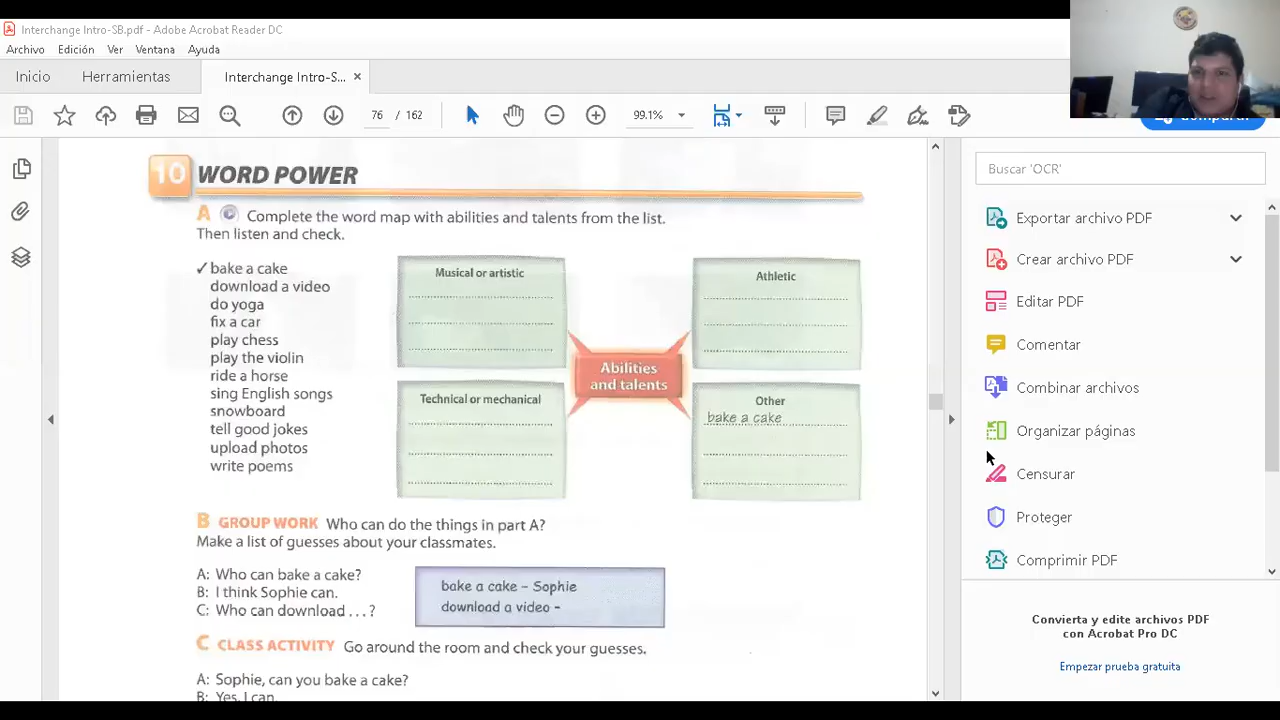 Interchange Intro-SB.pdf - Adobe Acrobat Reader DC
Archivo Edición Ver Ventana Ayuda
Inicio Herramientas Interchange Intro-S... ×
76 / 162 99.1%
Buscar 'OCR'
Exportar archivo PDF
Crear archivo PDF
Editar PDF
Comentar
Combinar archivos
Organizar páginas
Censurar
Proteger
Comprimir PDF
Convierta y edite archivos PDF
con Acrobat Pro DC
Empezar prueba gratuita
10 WORD POWER
A Complete the word map with abilities and talents from the list.
Then listen and check.
✓ bake a cake
download a video
do yoga
fix a car
play chess
play the violin
ride a horse
sing English songs
snowboard
tell good jokes
upload photos
write poems
Musical or artistic
Athletic
Abilities
and talents
Technical or mechanical
Other
bake a cake
B GROUP WORK Who can do the things in part A?
Make a list of guesses about your classmates.
A: Who can bake a cake?
B: I think Sophie can.
C: Who can download . . . ?
bake a cake – Sophie
download a video –
C CLASS ACTIVITY Go around the room and check your guesses.
A: Sophie, can you bake a cake?
B: Yes, I can.